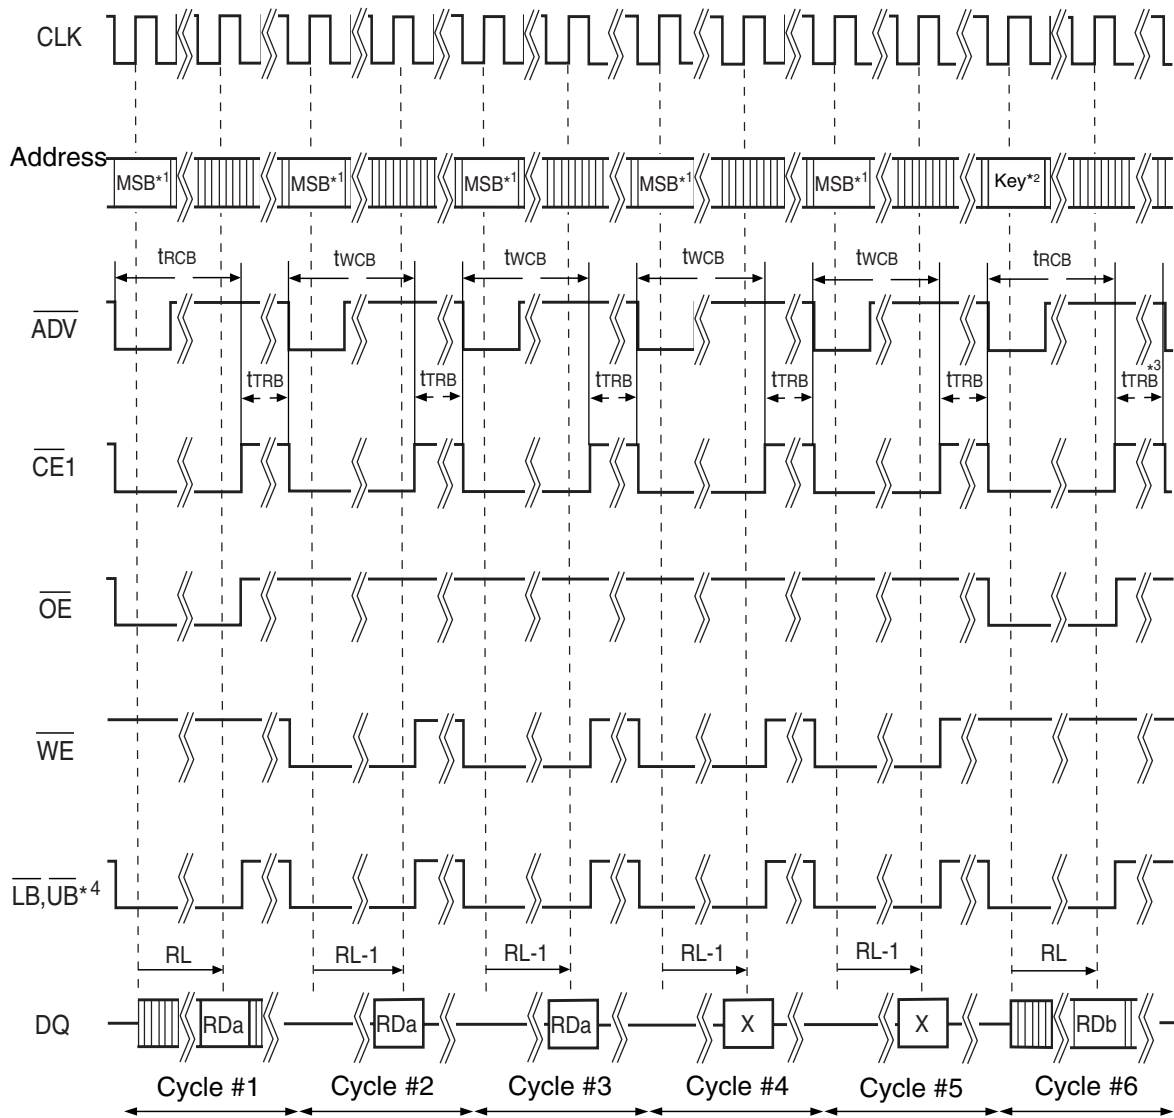 CLK
Address
MSB*1 MSB*1 MSB*1 MSB*1 MSB*1 Key*2
tRCB tWCB tWCB tWCB tWCB tRCB
ADV
tTRB tTRB tTRB tTRB tTRB tTRB*3
CE1
OE
WE
LB,UB*4
RL RL-1 RL-1 RL-1 RL-1 RL
DQ RDa RDa RDa X X RDb
Cycle #1 Cycle #2 Cycle #3 Cycle #4 Cycle #5 Cycle #6